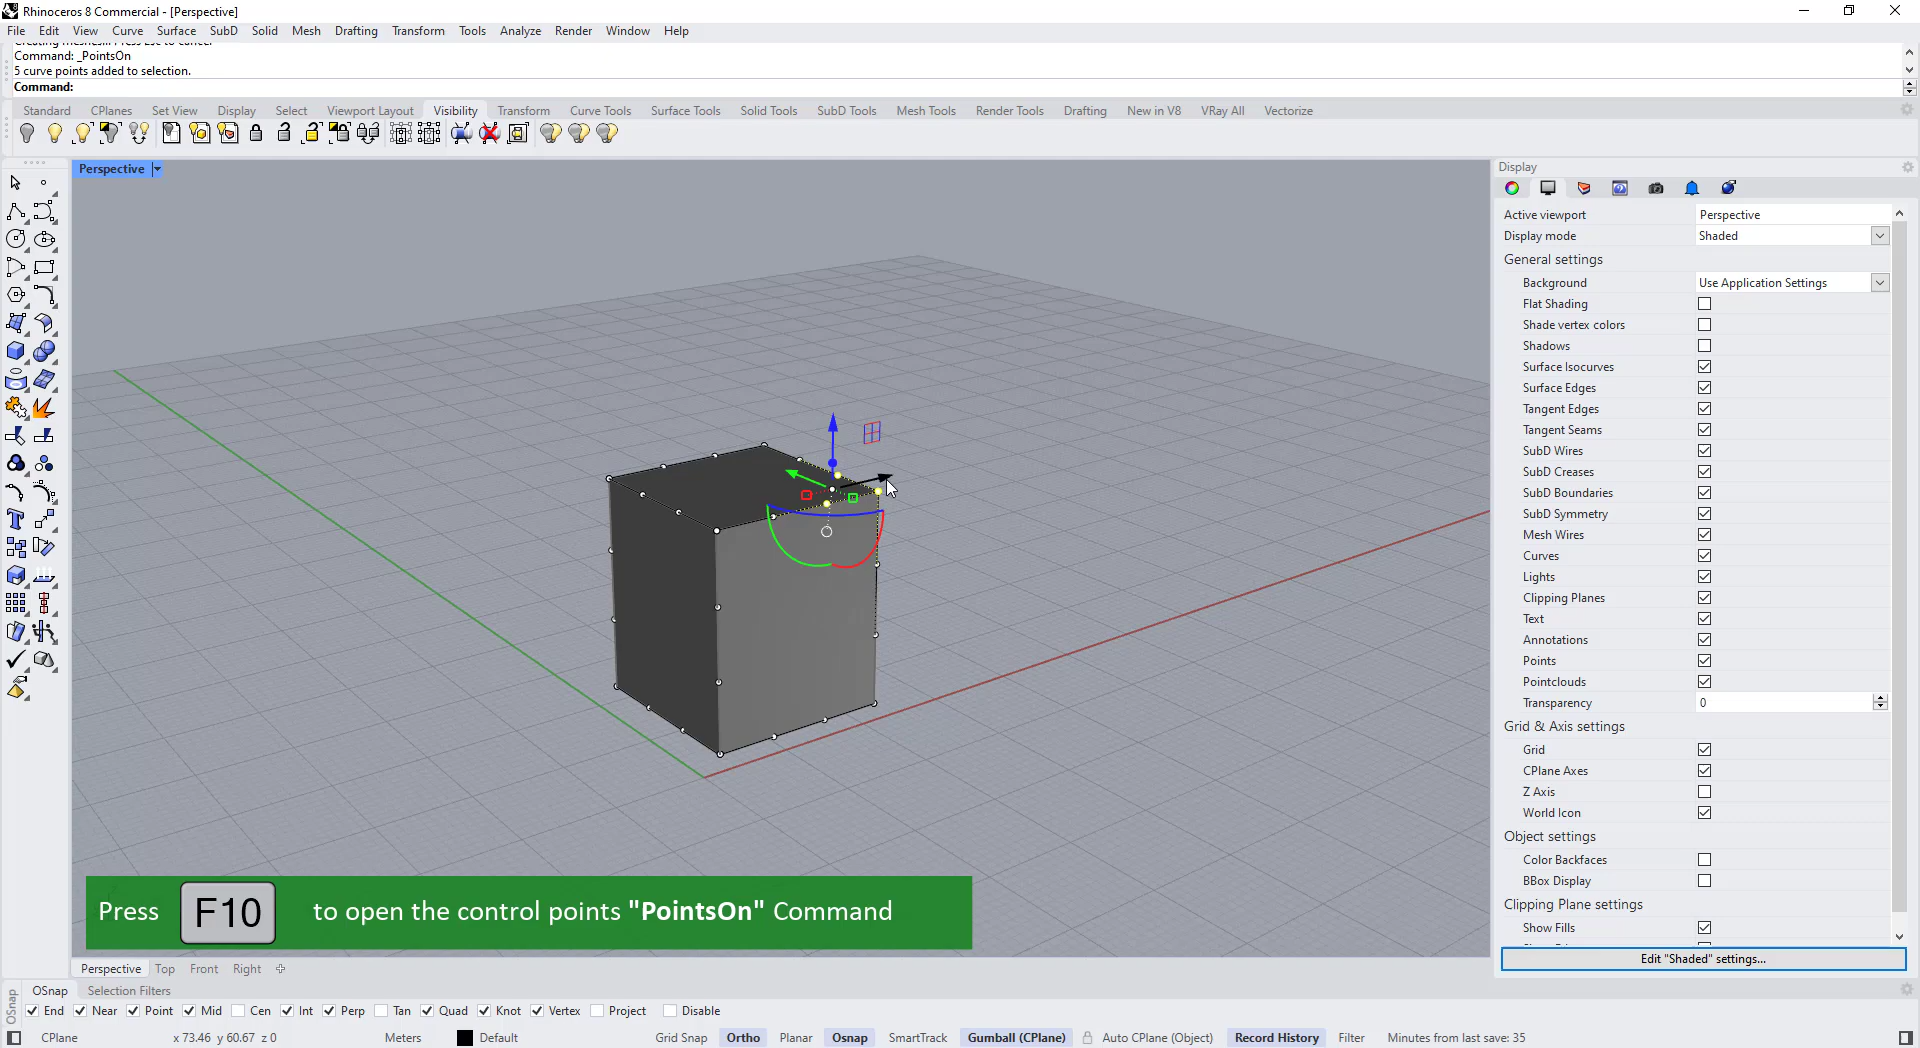 Rhinoceros 8 Commercial - [Perspective]
File Edit View Curve Surface SubD Solid Mesh Drafting Transform Tools Analyze Render Window Help
Command: _PointsOn
5 curve points added to selection.
Command:
Standard CPlanes Set View Display Select Viewport Layout Visibility Transform Curve Tools Surface Tools Solid Tools SubD Tools Mesh Tools Render Tools Drafting New in V8 VRay All Vectorize
Perspective
Display
Active viewport Perspective
Display mode Shaded
General settings
Background Use Application Settings
Flat Shading
Shade vertex colors
Shadows
Surface Isocurves
Surface Edges
Tangent Edges
Tangent Seams
SubD Wires
SubD Creases
SubD Boundaries
SubD Symmetry
Mesh Wires
Curves
Lights
Clipping Planes
Text
Annotations
Points
Pointclouds
Transparency 0
Grid & Axis settings
Grid
CPlane Axes
Z Axis
World Icon
Object settings
Color Backfaces
BBox Display
Clipping Plane settings
Show Fills
Edit "Shaded" settings...
Press F10 to open the control points "PointsOn" Command
Perspective Top Front Right
OSnap Selection Filters
OSnap
End Near Point Mid Cen Int Perp Tan Quad Knot Vertex Project Disable
CPlane x 73.46 y 60.67 z 0 Meters Default Grid Snap Ortho Planar Osnap SmartTrack Gumball (CPlane) Auto CPlane (Object) Record History Filter Minutes from last save: 35